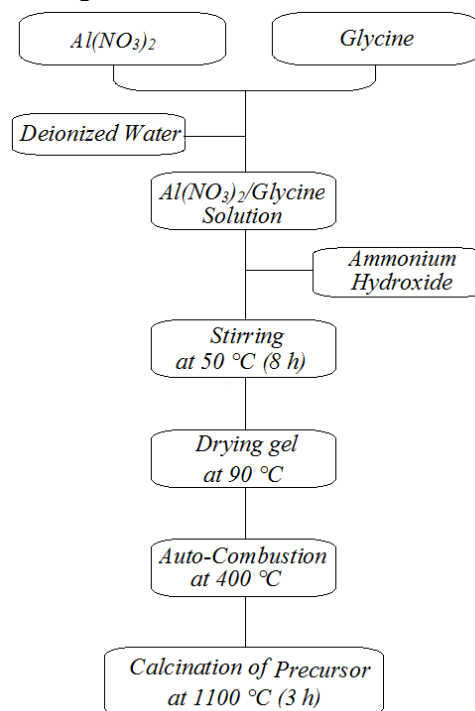 Al(NO3)2
Glycine
Deionized Water
Al(NO3)2/Glycine
Solution
Ammonium
Hydroxide
Stirring
at 50 °C (8 h)
Drying gel
at 90 °C
Auto-Combustion
at 400 °C
Calcination of Precursor
at 1100 °C (3 h)